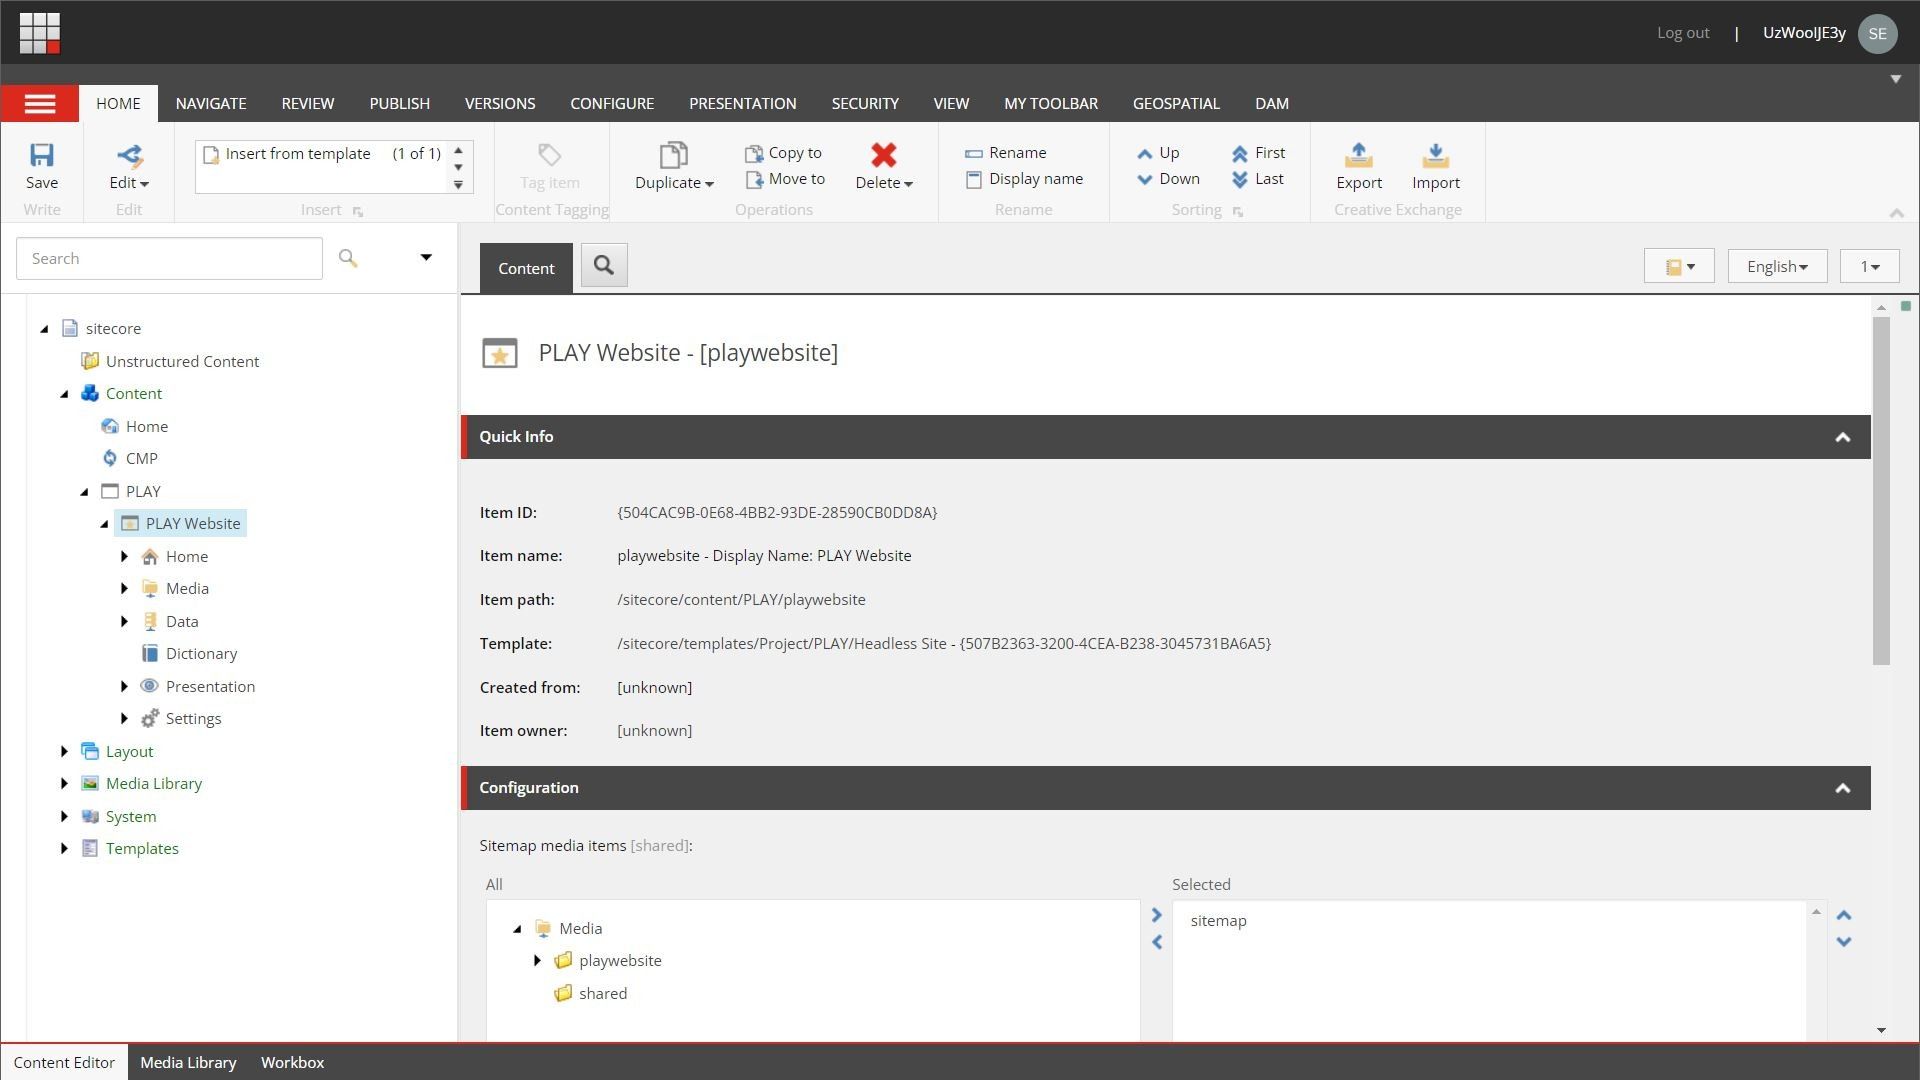 Log out | UzWoolJE3y SE
HOME NAVIGATE REVIEW PUBLISH VERSIONS CONFIGURE PRESENTATION SECURITY VIEW MY TOOLBAR GEOSPATIAL DAM
Insert from template (1 of 1)
Copy to
Rename
Up
First
Save
Edit
Tag item
Duplicate
Move to
Delete
Display name
Down
Last
Export
Import
Write
Edit
Insert
Content Tagging
Operations
Rename
Sorting
Creative Exchange
Search
Content
English
1
sitecore
Unstructured Content
Content
Home
CMP
PLAY
PLAY Website
Home
Media
Data
Dictionary
Presentation
Settings
Layout
Media Library
System
Templates
PLAY Website - [playwebsite]
Quick Info
Item ID: {504CAC9B-0E68-4BB2-93DE-28590CB0DD8A}
Item name: playwebsite - Display Name: PLAY Website
Item path: /sitecore/content/PLAY/playwebsite
Template: /sitecore/templates/Project/PLAY/Headless Site - {507B2363-3200-4CEA-B238-3045731BA6A5}
Created from: [unknown]
Item owner: [unknown]
Configuration
Sitemap media items [shared]:
All
Media
playwebsite
shared
Selected
sitemap
Content Editor Media Library Workbox